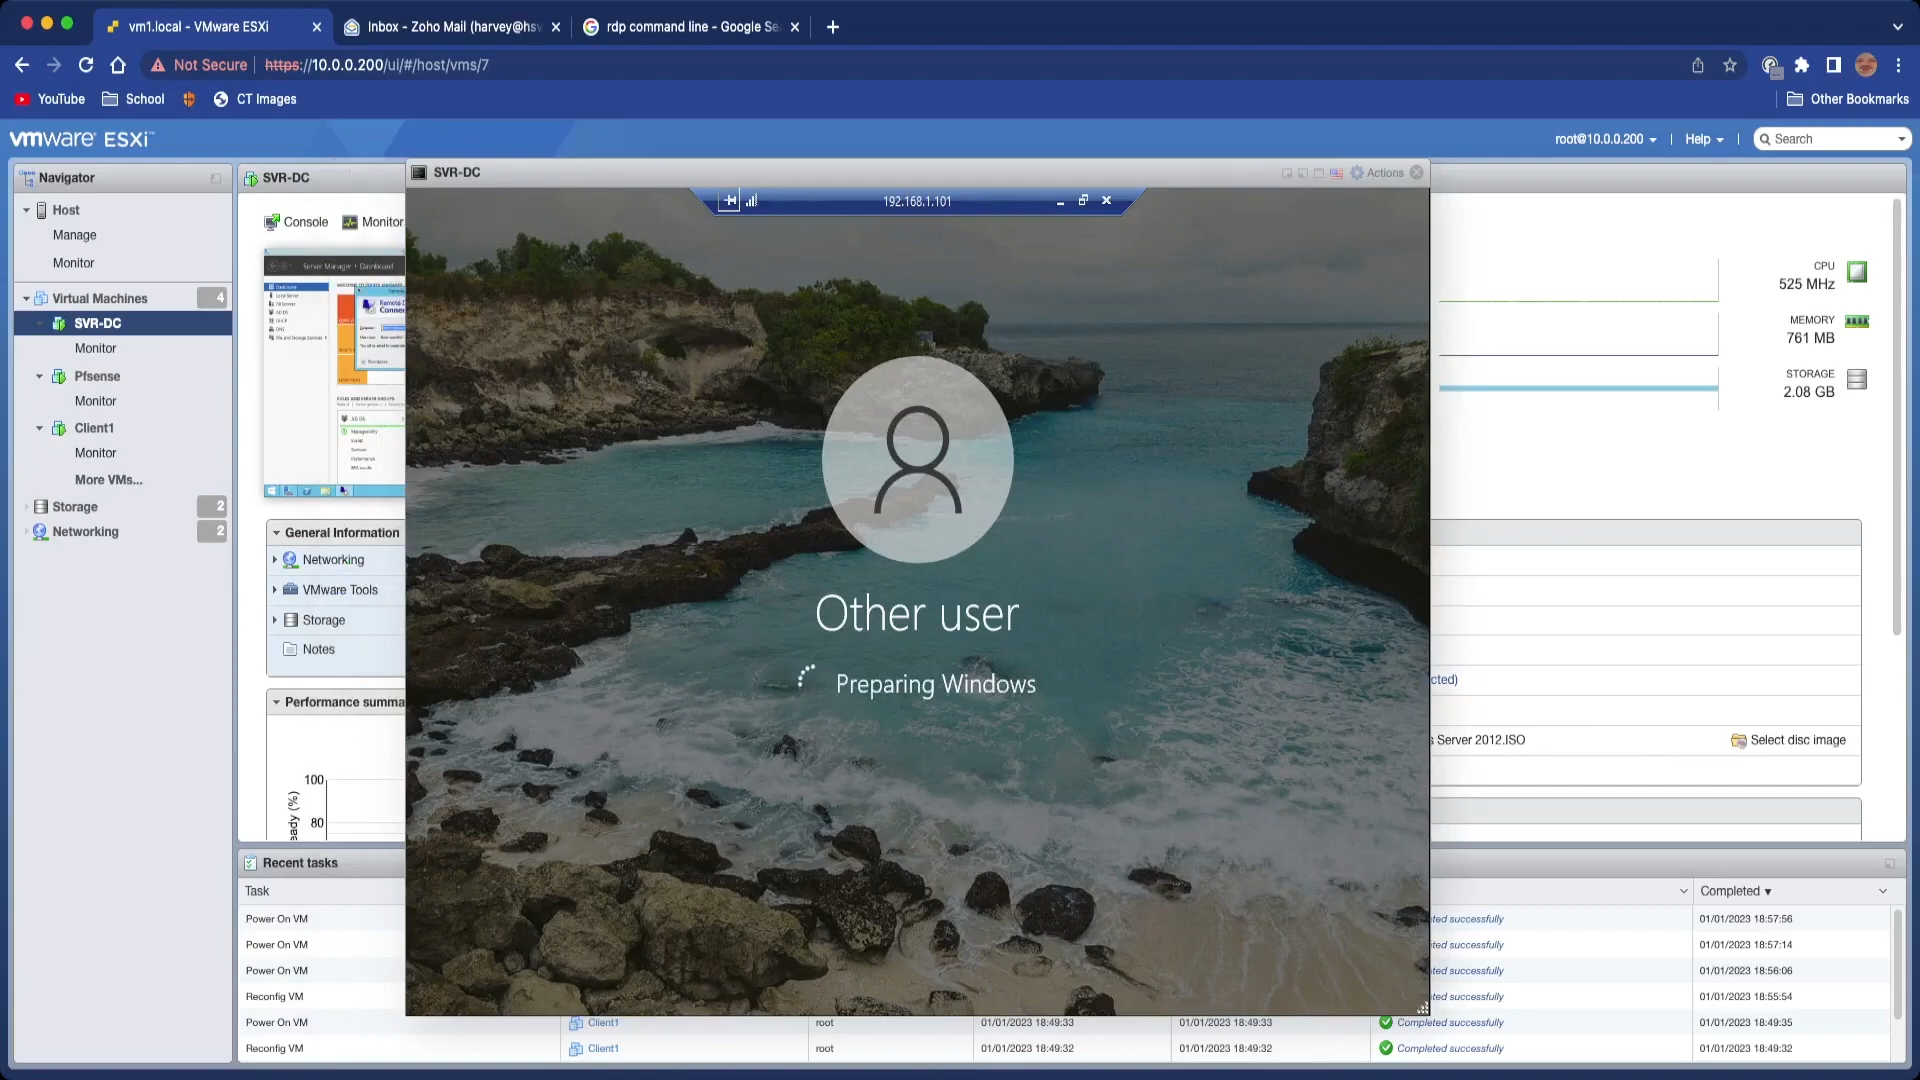 vm1.local - VMware ESXi
Inbox - Zoho Mail (harvey@hsv
rdp command line - Google Se
Not Secure
https://10.0.0.200/ui/#/host/vms/7
YouTube
School
CT Images
Other Bookmarks
vmware ESXi™
root@10.0.0.200
Help
Search
Navigator
Host
Manage
Monitor
Virtual Machines
4
SVR-DC
Monitor
Pfsense
Monitor
Client1
Monitor
More VMs...
Storage
2
Networking
2
SVR-DC
Console
Monitor
Server Manager • Dashboard
General Information
Networking
VMware Tools
Storage
Notes
Performance summa
100
80
eady (%)
SVR-DC
Actions
192.168.1.101
Other user
Preparing Windows
CPU
525 MHz
MEMORY
761 MB
STORAGE
2.08 GB
cted)
s Server 2012.ISO
Select disc image
Recent tasks
Task
Completed ▼
Power On VM
ted successfully
01/01/2023 18:57:56
Power On VM
ted successfully
01/01/2023 18:57:14
Power On VM
ted successfully
01/01/2023 18:56:06
Reconfig VM
ted successfully
01/01/2023 18:55:54
Power On VM
Client1
root
01/01/2023 18:49:33
01/01/2023 18:49:33
Completed successfully
01/01/2023 18:49:35
Reconfig VM
Client1
root
01/01/2023 18:49:32
01/01/2023 18:49:32
Completed successfully
01/01/2023 18:49:32